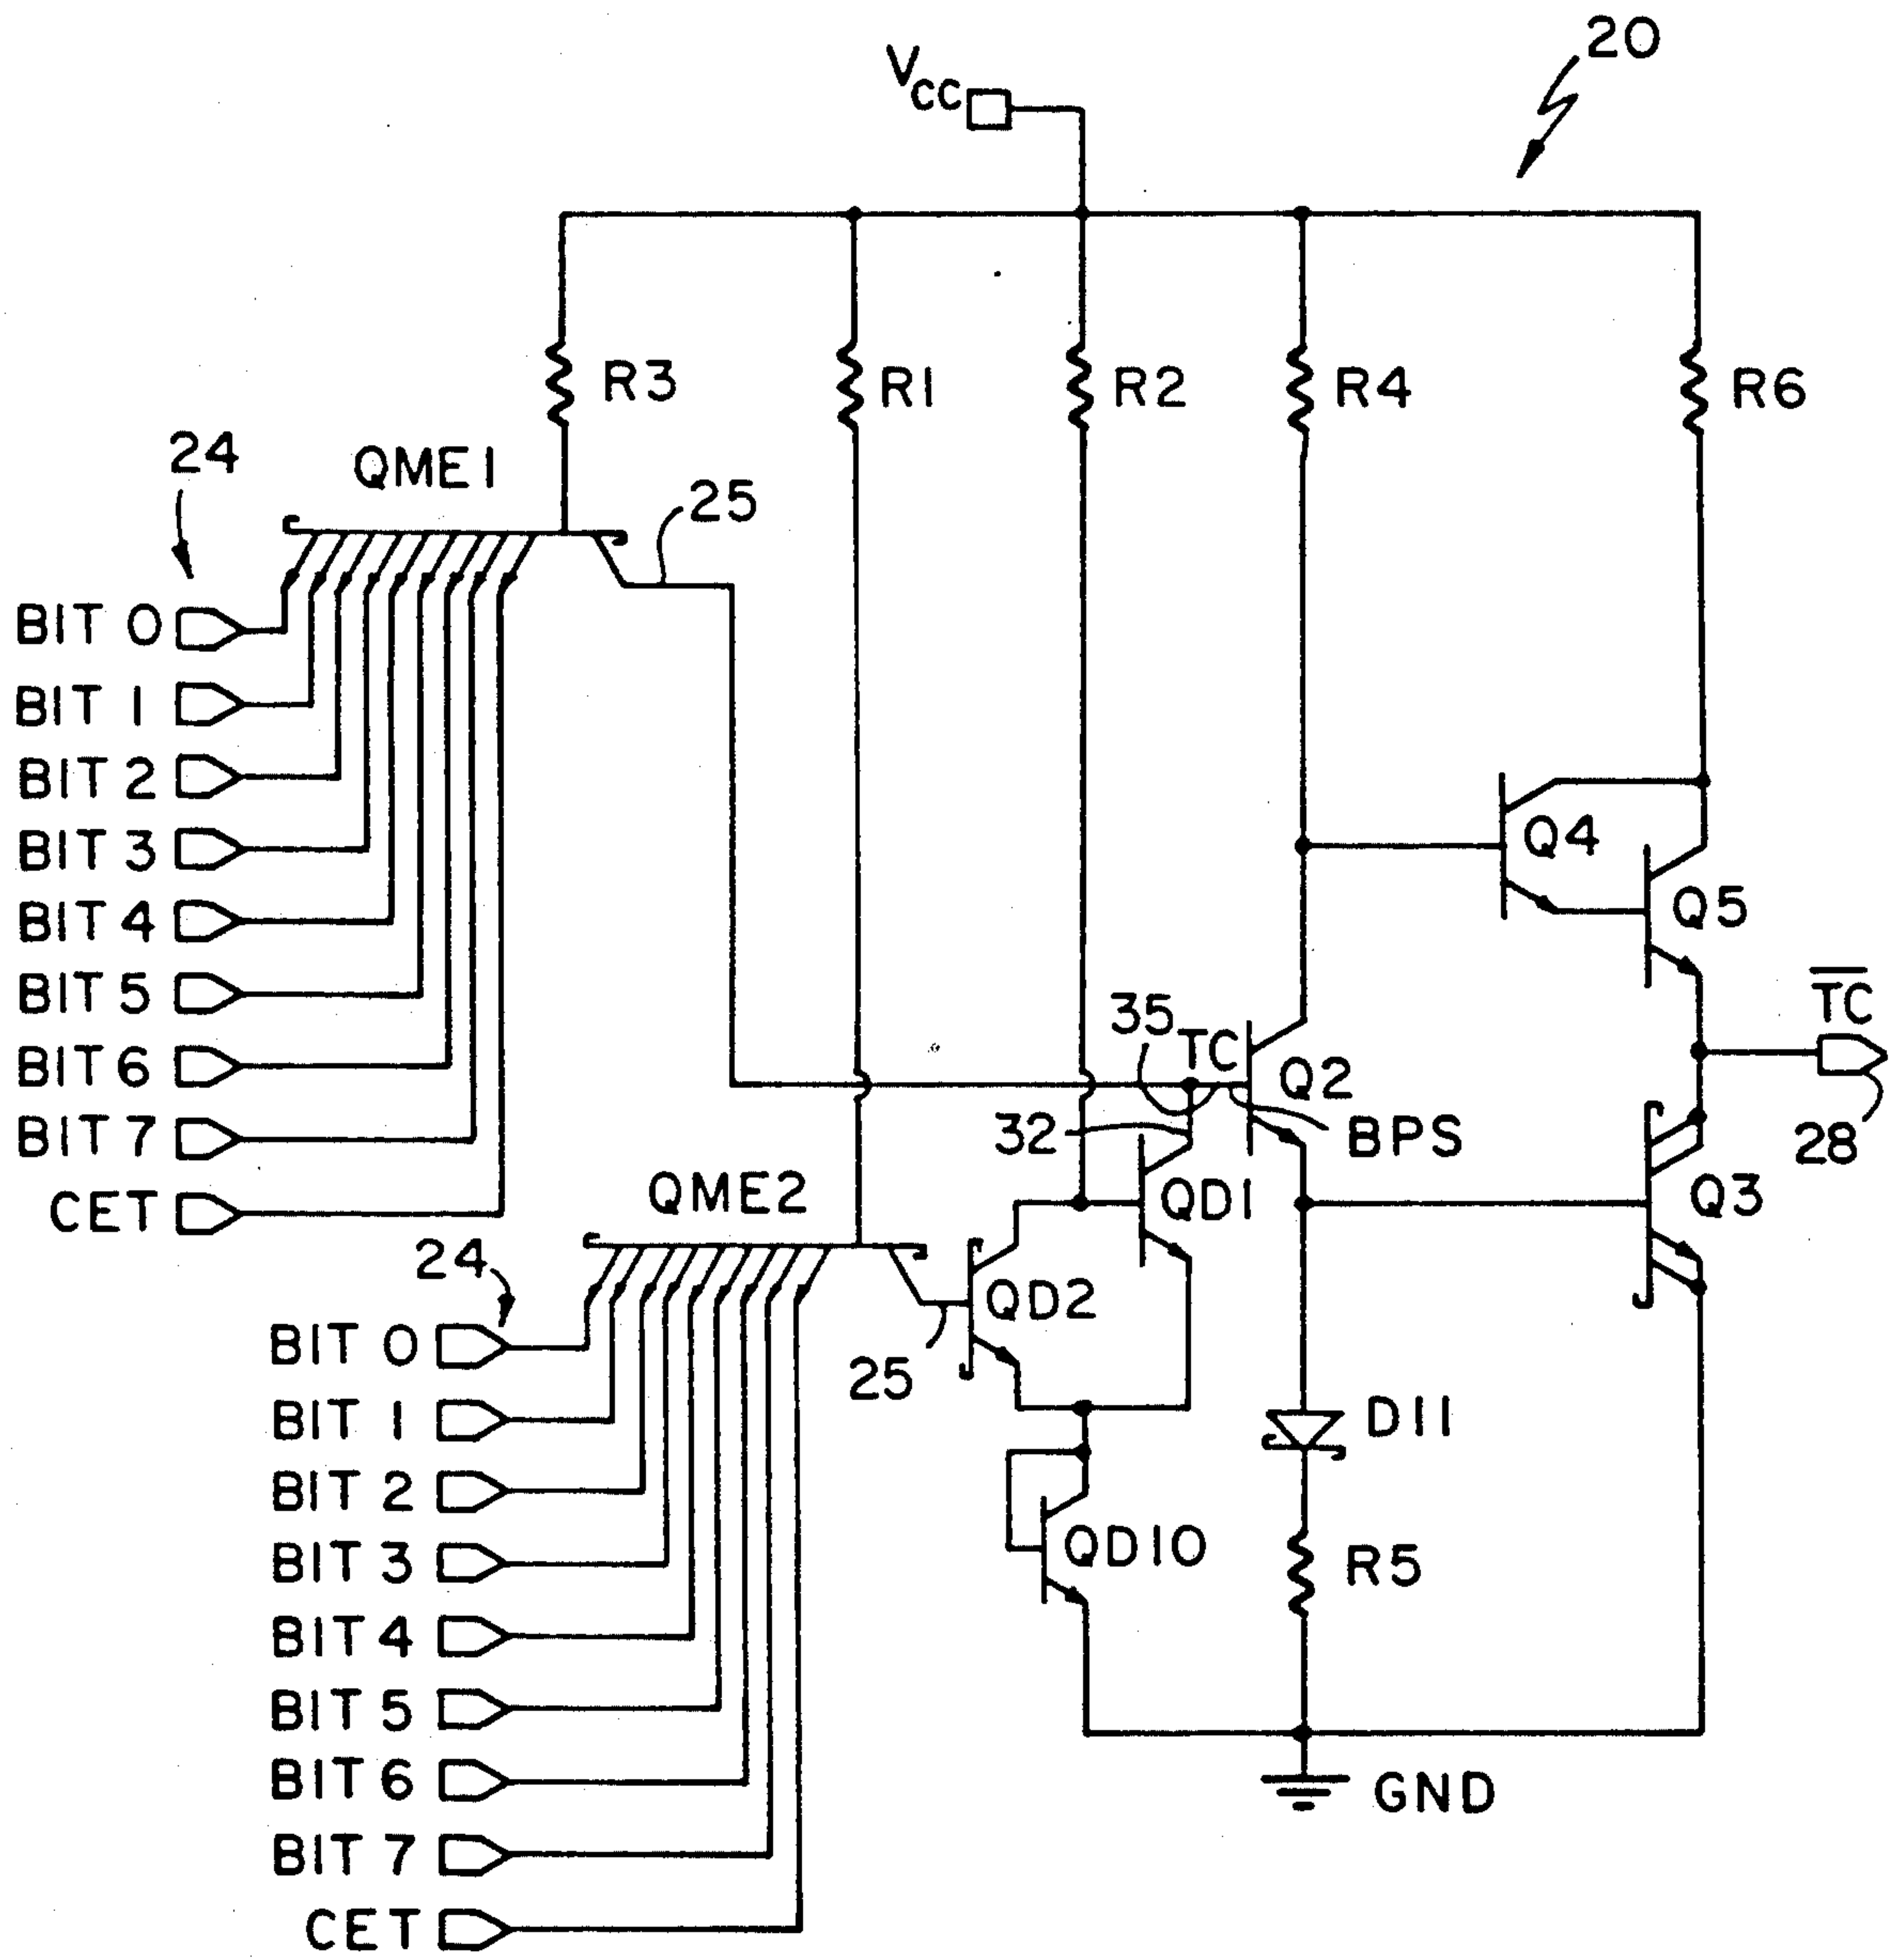 20
VCC
R3
R1
R2
R4
R6
24
QME1
25
BIT 0
BIT 1
BIT 2
BIT 3
BIT 4
BIT 5
BIT 6
BIT 7
CET
Q4
Q5
T̅C̅
28
35
TC
Q2
32
BPS
QD1
Q3
QME2
24
QD2
25
BIT 0
BIT 1
BIT 2
BIT 3
BIT 4
BIT 5
BIT 6
BIT 7
CET
D11
QD10
R5
GND